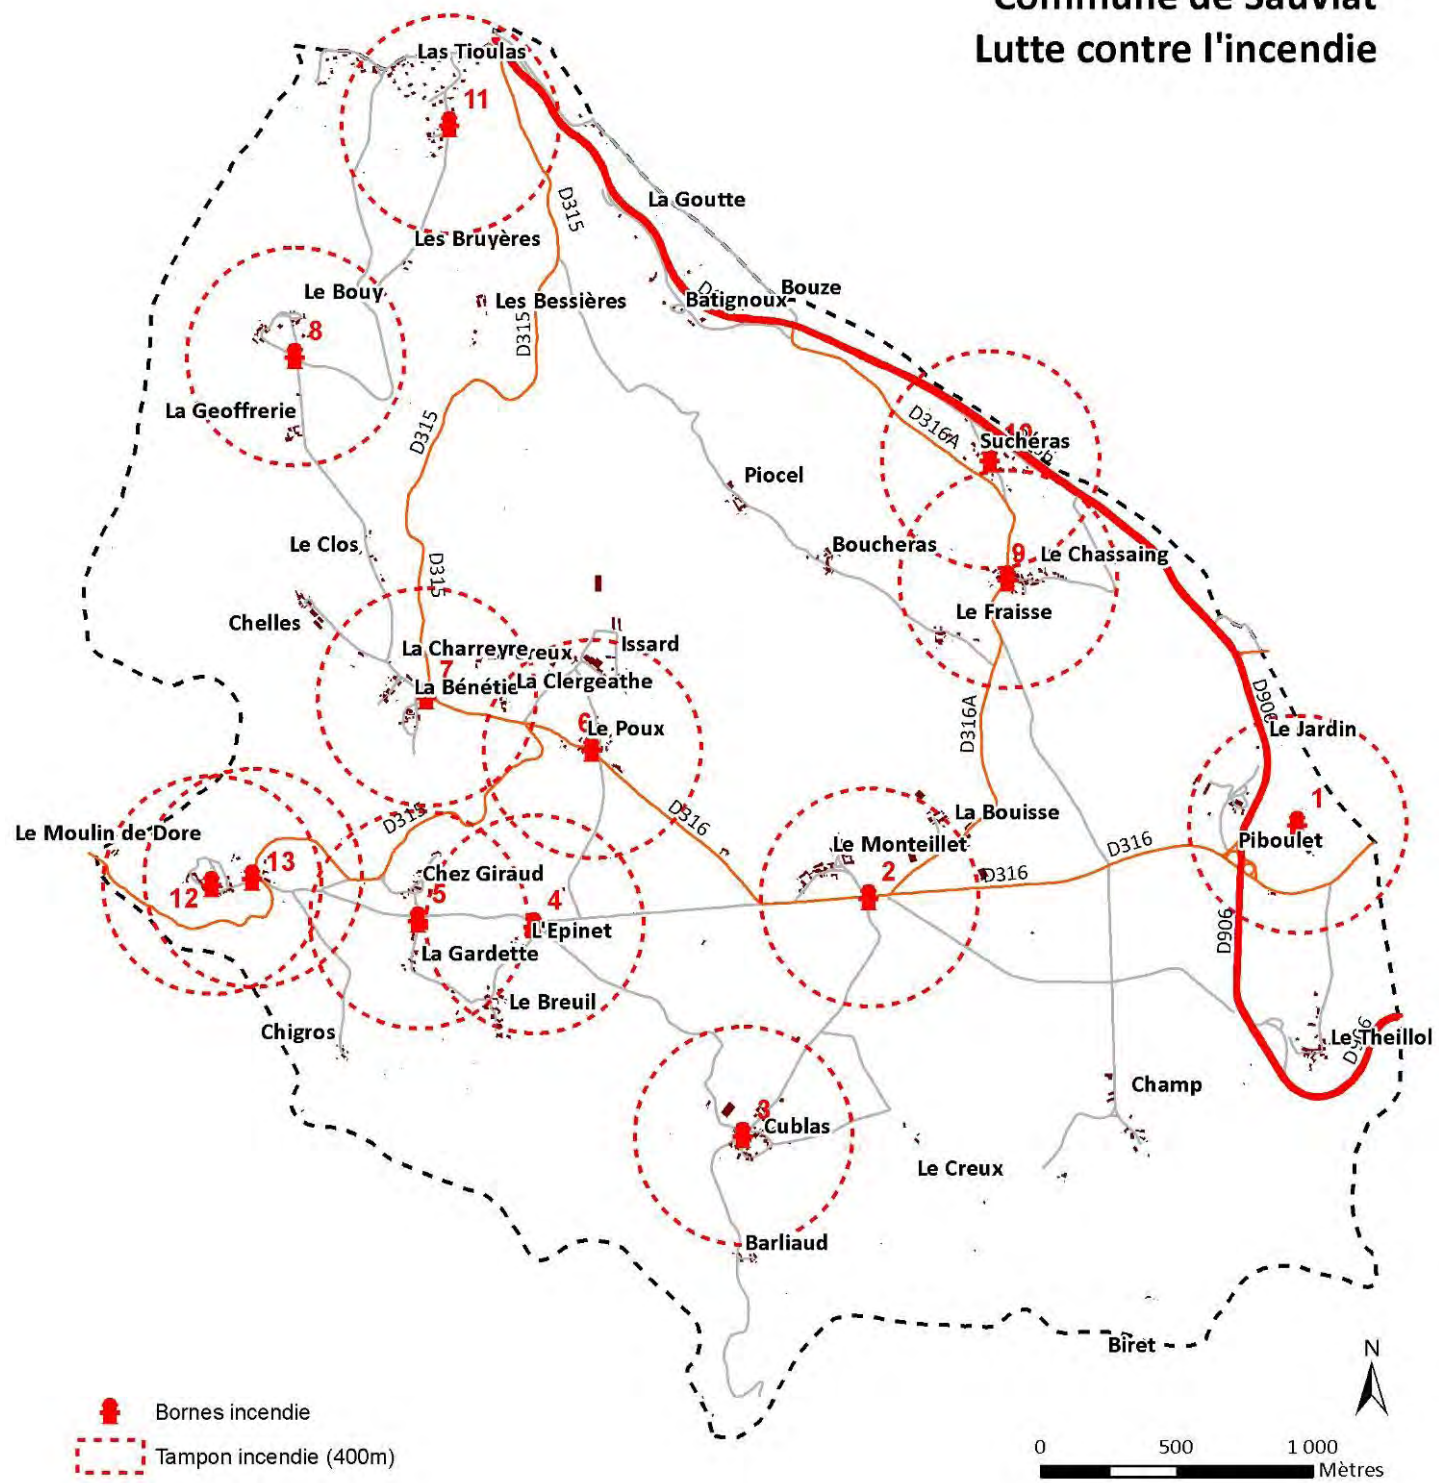 Commune de Sauviat
Lutte contre l'incendie
Las Tioulas
11
La Goutte
D315
Les Bruyères
Le Bouy
Les Bessières
Bouze
Batignoux
8
D315
La Geoffrerie
D315
D316A
10
Sucheras
Piocel
Le Clos
D315
Boucheras
9
Le Chassaing
Chelles
Le Fraisse
La Charreyre
eux
Issard
7
La Bénétie
La Clergeathe
6
Le Poux
D316A
D906
Le Jardin
1
Le Moulin de Dore
D315
D316
La Bouisse
Le Monteillet
D316
Piboulet
13
12
Chez Giraud
2
D316
5
4
L'Epinet
La Gardette
D906
Le Breuil
Chigros
Le Theillol
D906
Champ
3
Cublas
Le Creux
Barliaud
Biret
N
Bornes incendie
Tampon incendie (400m)
0 500 1 000
Mètres